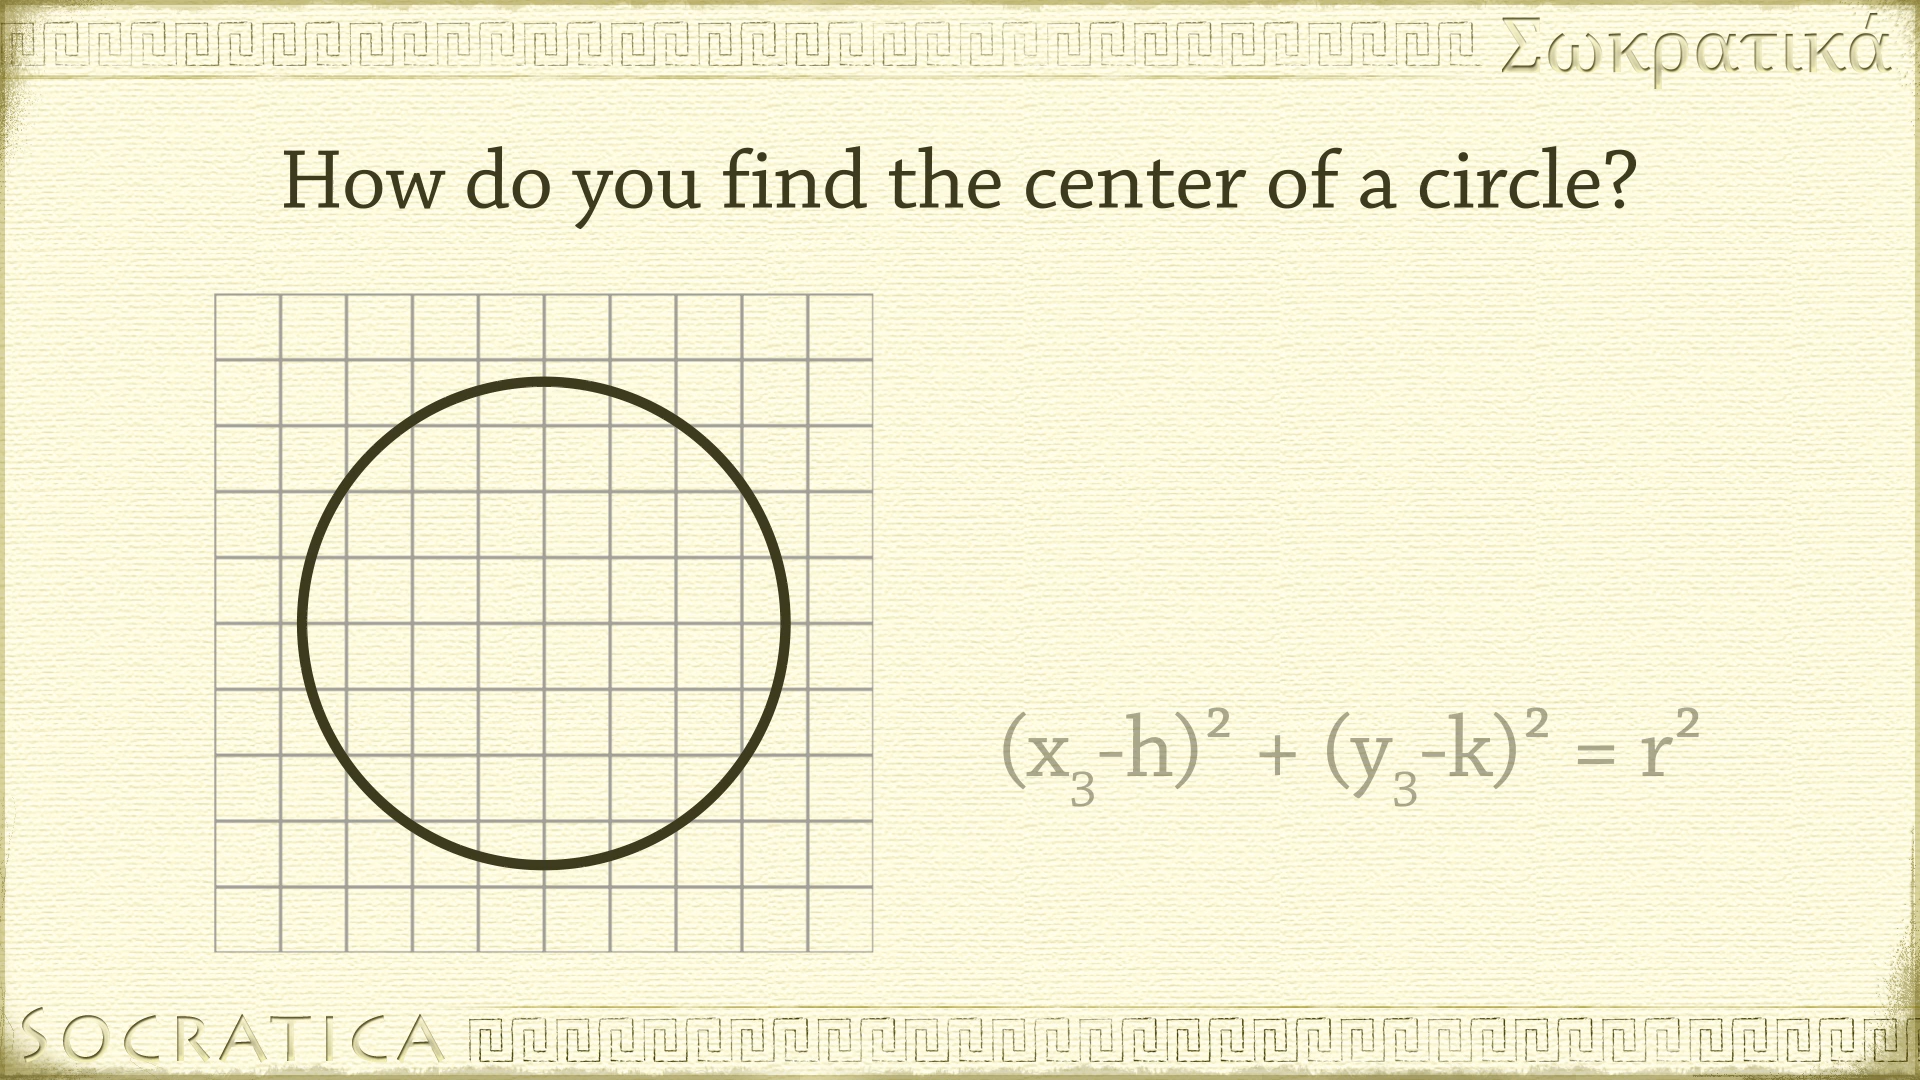 Σωκρατικά
How do you find the center of a circle?
(x₃-h)² + (y₃-k)² = r²
SOCRATICA